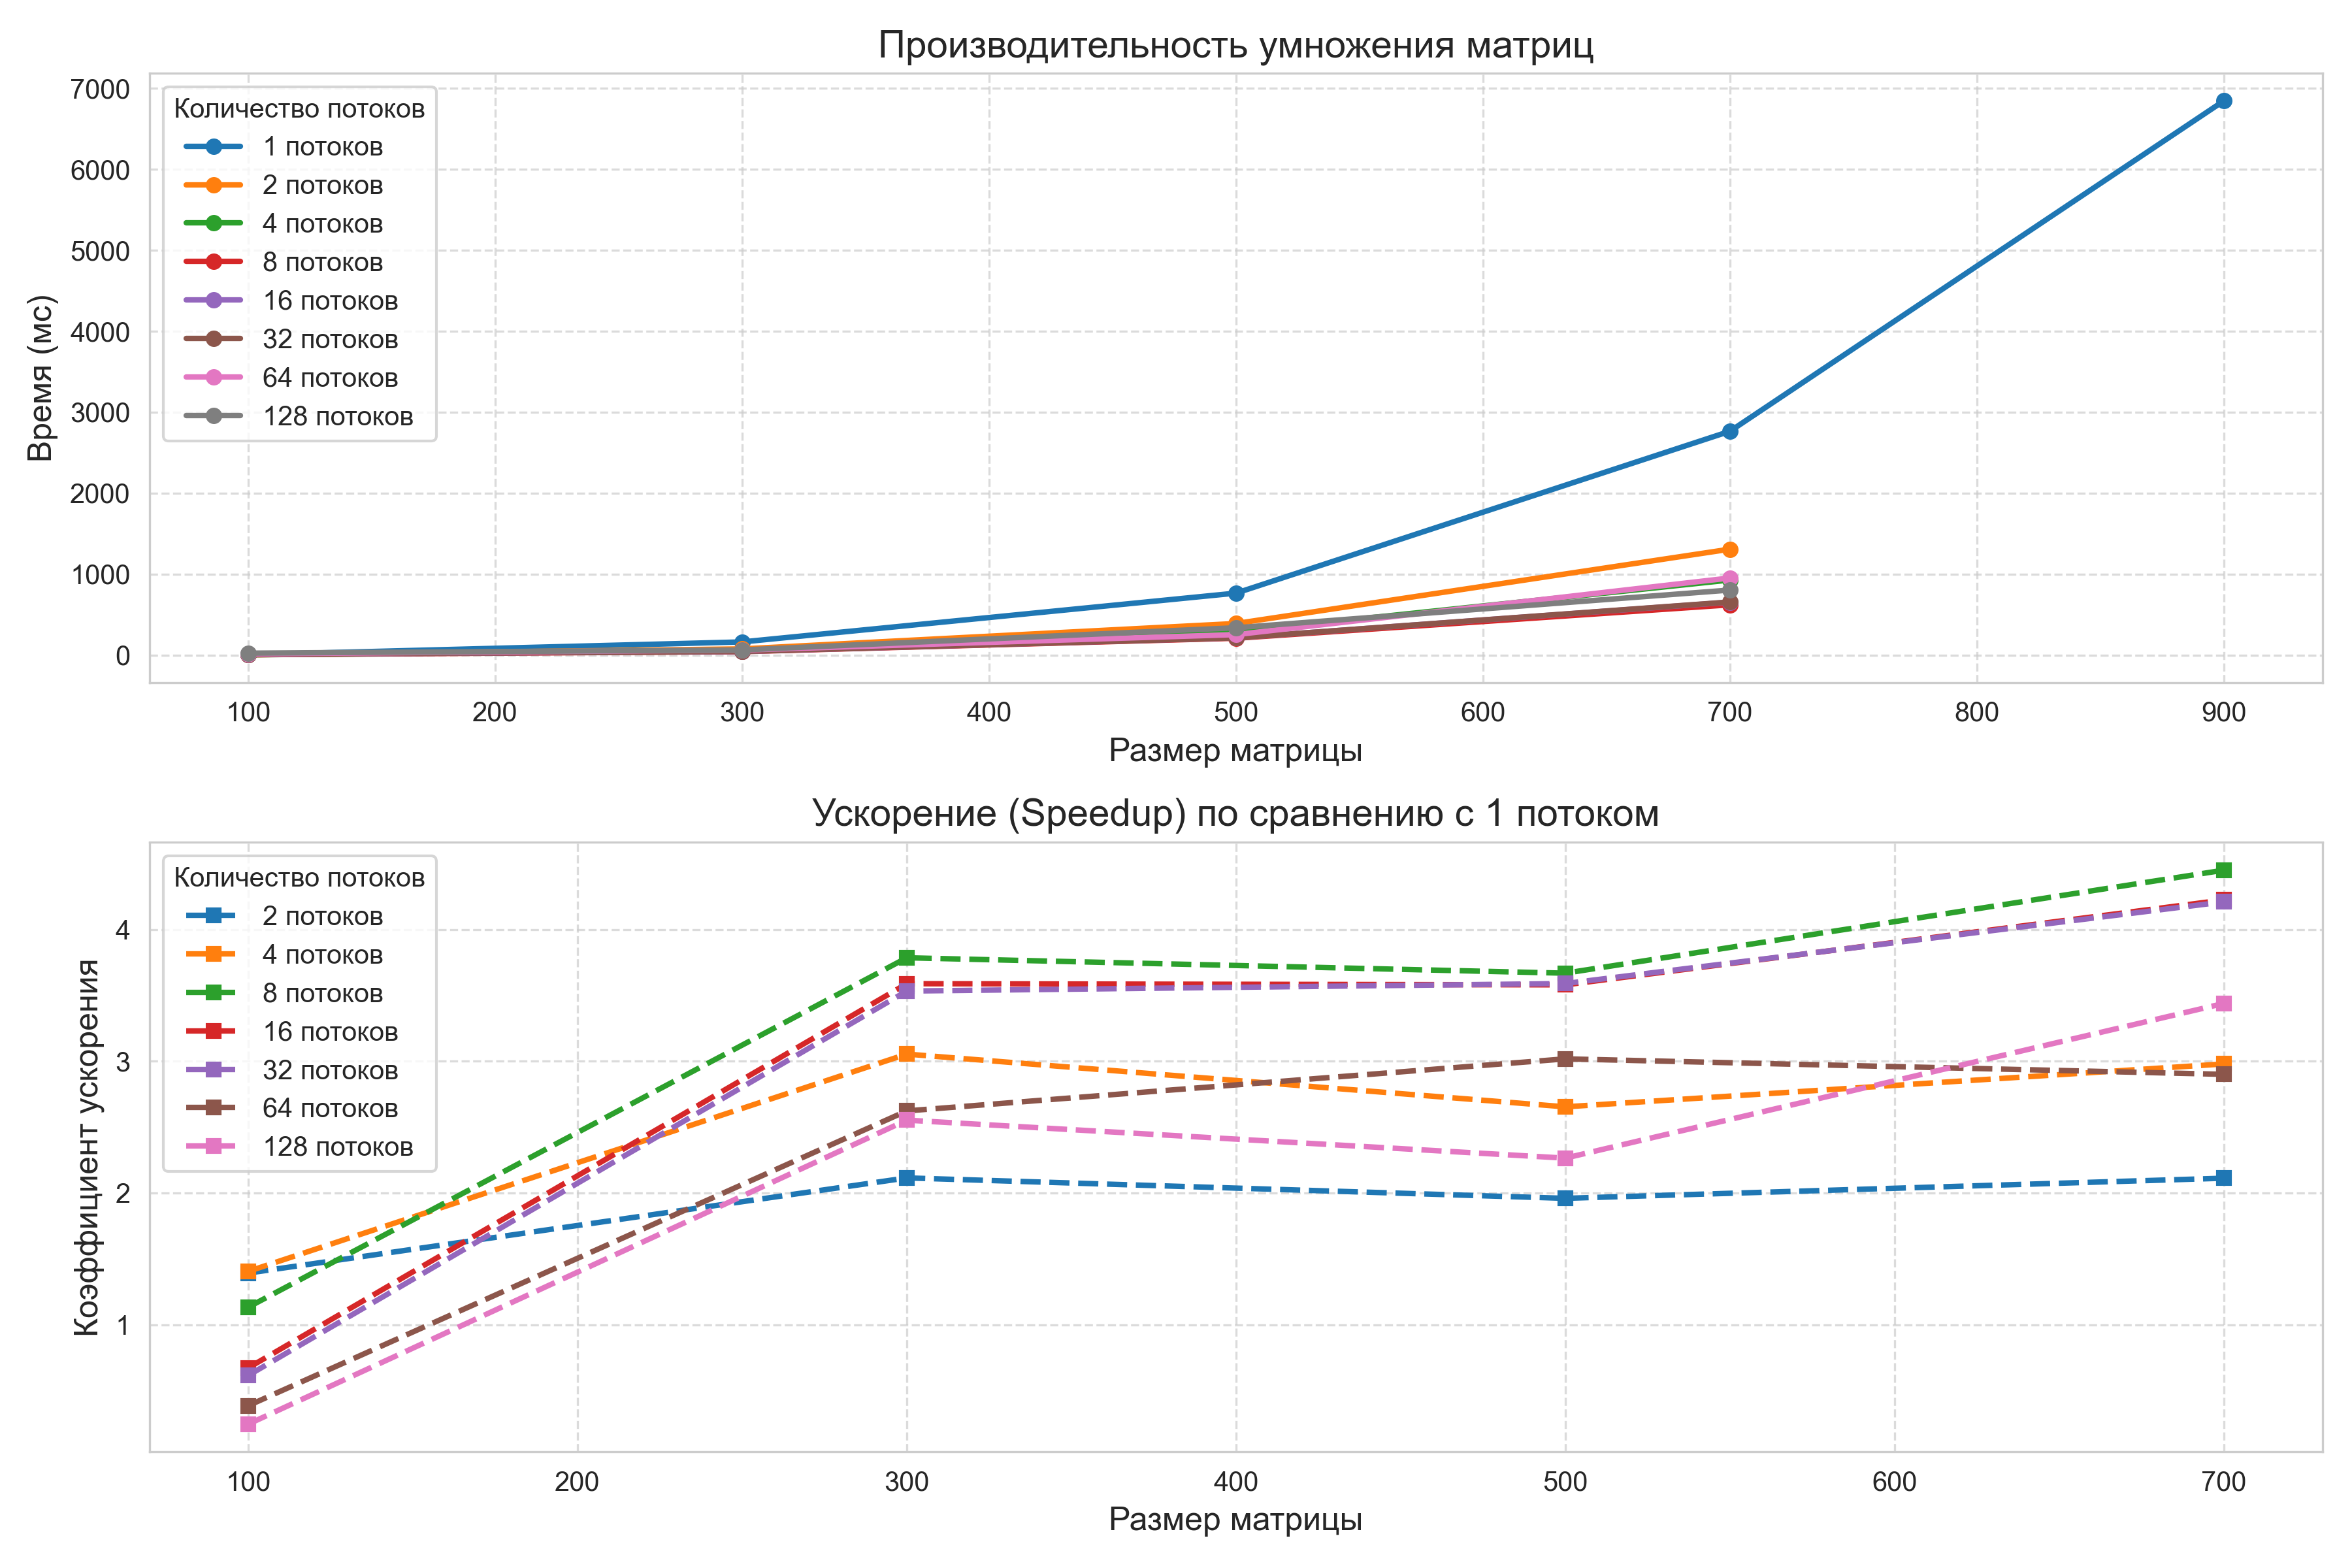 Производительность умножения матриц
Время (мс)
7000
6000
5000
4000
3000
2000
1000
0
Количество потоков
1 потоков
2 потоков
4 потоков
8 потоков
16 потоков
32 потоков
64 потоков
128 потоков
100 200 300 400 500 600 700 800 900
Размер матрицы
Ускорение (Speedup) по сравнению с 1 потоком
Коэффициент ускорения
4
3
2
1
Количество потоков
2 потоков
4 потоков
8 потоков
16 потоков
32 потоков
64 потоков
128 потоков
100 200 300 400 500 600 700
Размер матрицы